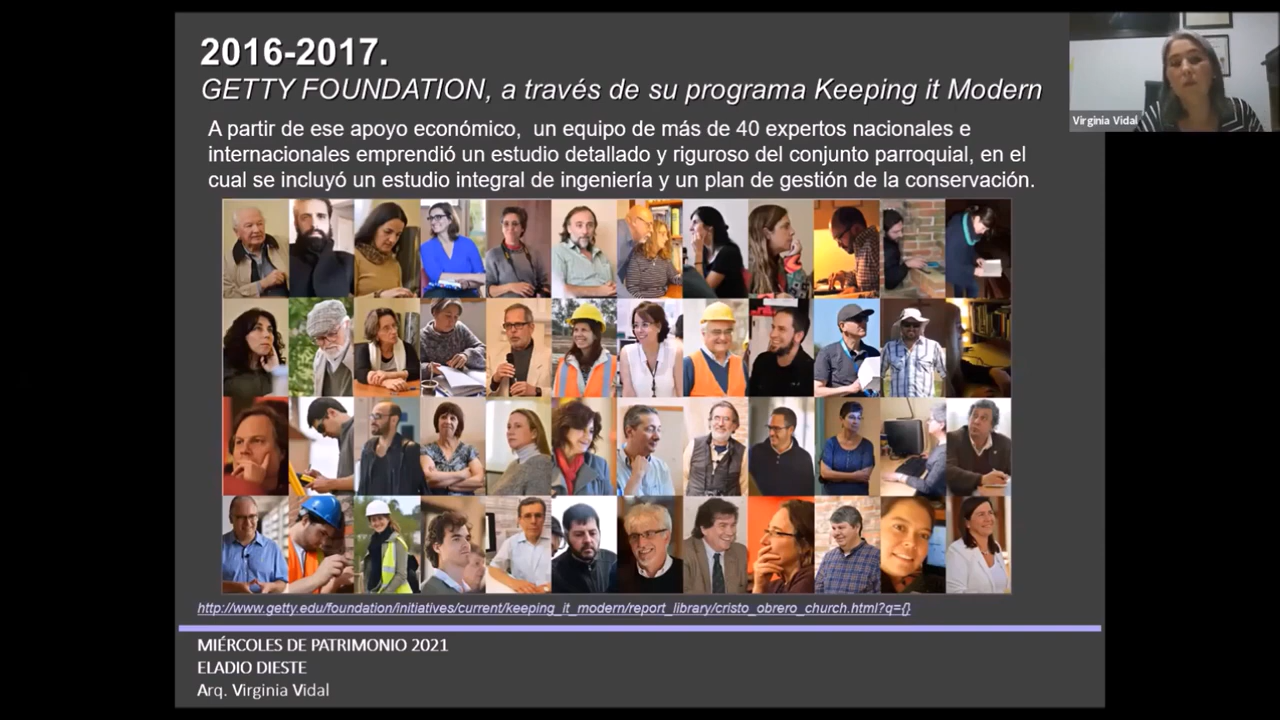 2016-2017.
GETTY FOUNDATION, a través de su programa Keeping it Modern
A partir de ese apoyo económico, un equipo de más de 40 expertos nacionales e
internacionales emprendió un estudio detallado y riguroso del conjunto parroquial, en el
cual se incluyó un estudio integral de ingeniería y un plan de gestión de la conservación.
Virginia Vidal
http://www.getty.edu/foundation/initiatives/current/keeping_it_modern/report_library/cristo_obrero_church.html?q={}
MIÉRCOLES DE PATRIMONIO 2021
ELADIO DIESTE
Arq. Virginia Vidal